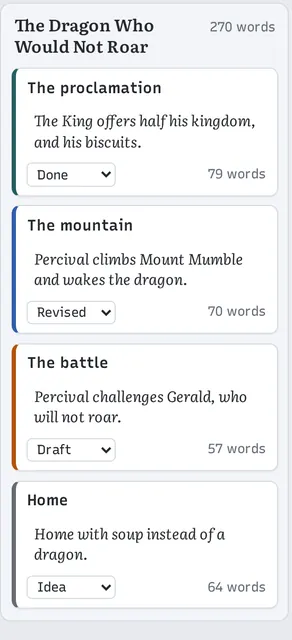 The Dragon Who 270 words
Would Not Roar
The proclamation
The King offers half his kingdom,
and his biscuits.
Done 79 words
The mountain
Percival climbs Mount Mumble
and wakes the dragon.
Revised 70 words
The battle
Percival challenges Gerald, who
will not roar.
Draft 57 words
Home
Home with soup instead of a
dragon.
Idea 64 words